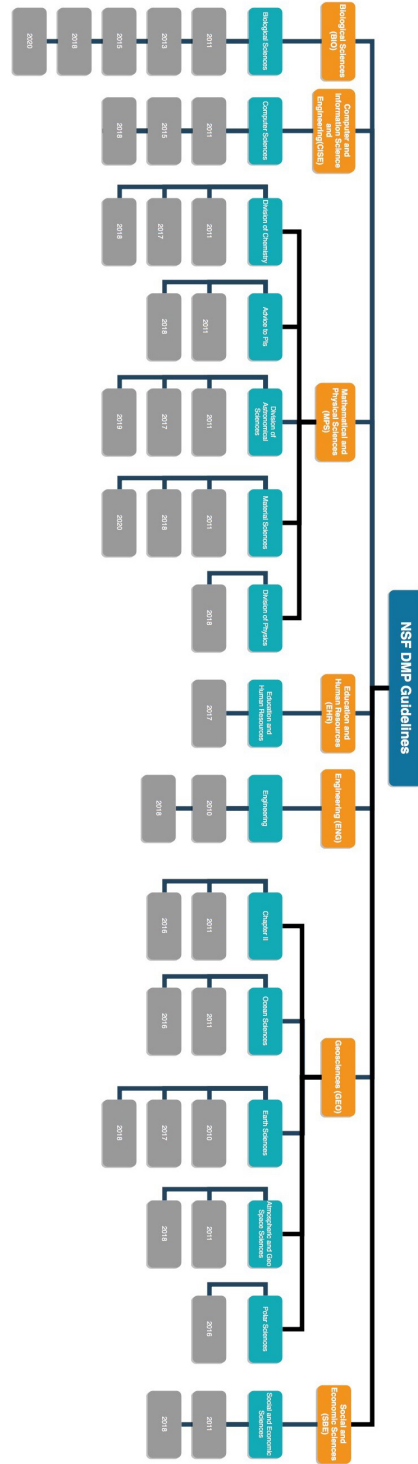 NSF DMP Guidelines
Biological Sciences
(BIO)
Biological Sciences
2011
2013
2015
2018
2020
Computer and
Information Science
and
Engineering(CISE)
Computer Sciences
2011
2015
2018
Mathematical and
Physical Sciences
(MPS)
Division of Chemistry
2011
2017
2018
Advice to PIs
2011
2018
Division of
Astronomical
Sciences
2011
2017
2019
Material Sciences
2011
2018
2020
Division of Physics
2018
Education and
Human Resources
(EHR)
Education and
Human Resources
2017
Engineering (ENG)
Engineering
2010
2018
Geosciences (GEO)
Chapter II
2011
2016
Ocean Sciences
2011
2016
Earth Sciences
2010
2017
2018
Atmospheric and Geo
Space Sciences
2011
2018
Polar Sciences
2016
Social and
Economic Sciences
(SBE)
Social and Economic
Sciences
2011
2018